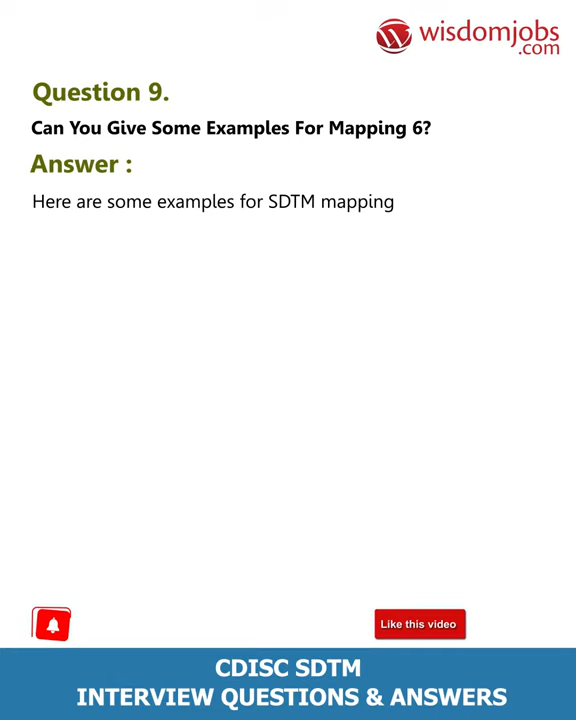 wisdomjobs
.com
Question 9.
Can You Give Some Examples For Mapping 6?
Answer :
Here are some examples for SDTM mapping
Like this video
CDISC SDTM
INTERVIEW QUESTIONS & ANSWERS